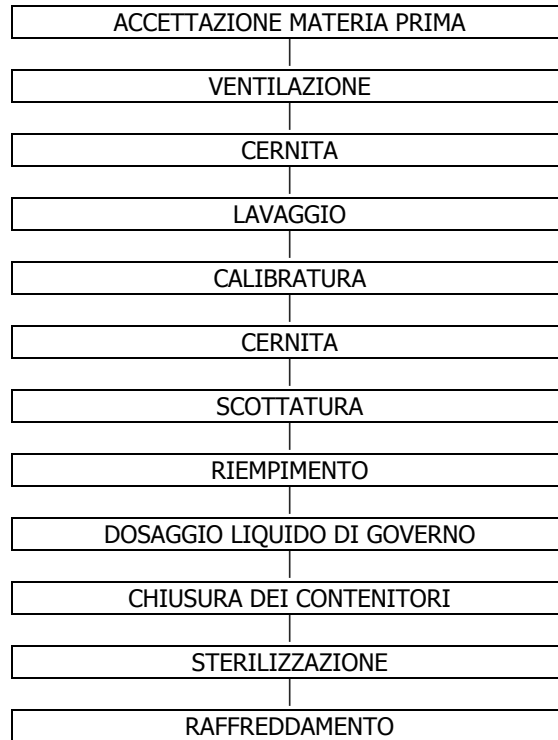 ACCETTAZIONE MATERIA PRIMA
VENTILAZIONE
CERNITA
LAVAGGIO
CALIBRATURA
CERNITA
SCOTTATURA
RIEMPIMENTO
DOSAGGIO LIQUIDO DI GOVERNO
CHIUSURA DEI CONTENITORI
STERILIZZAZIONE
RAFFREDDAMENTO